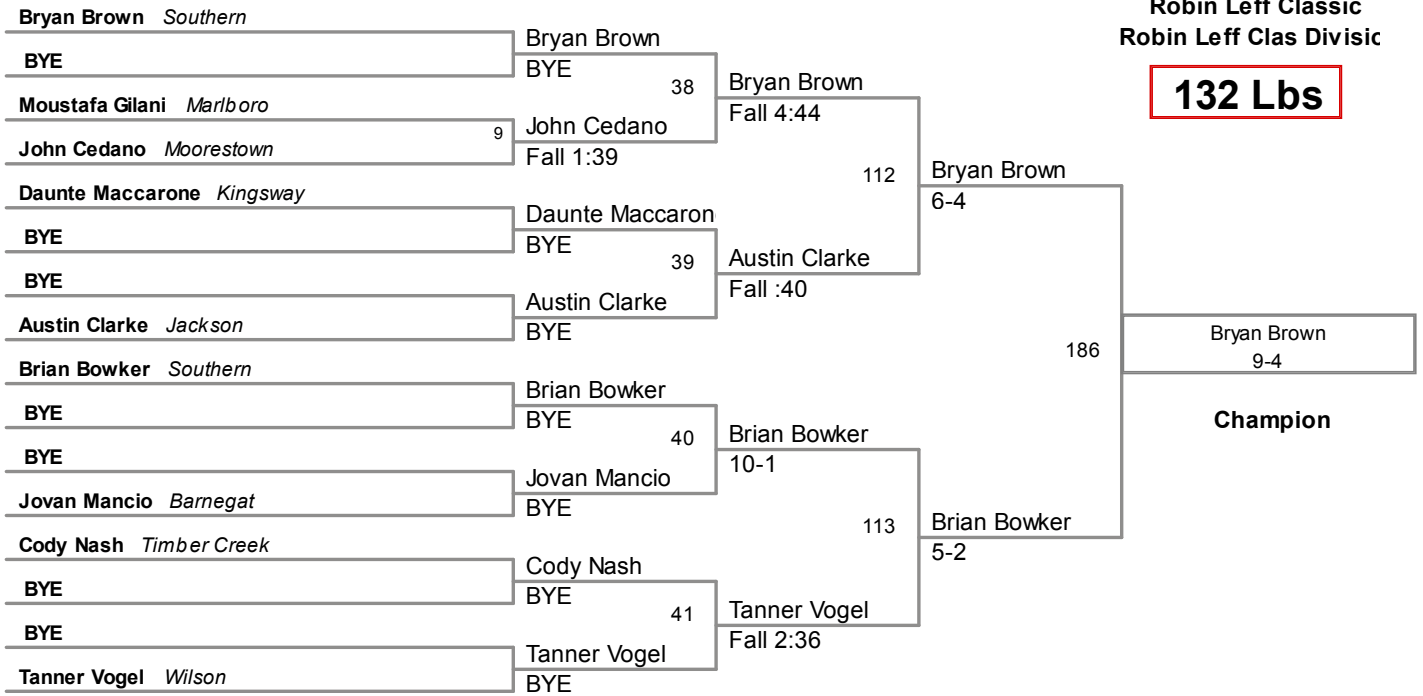 Robin Leff Classic
Robin Leff Clas Divisic
132 Lbs
Bryan Brown Southern
BYE
Moustafa Gilani Marlboro
9
John Cedano Moorestown
Daunte Maccarone Kingsway
BYE
BYE
Austin Clarke Jackson
Brian Bowker Southern
BYE
BYE
Jovan Mancio Barnegat
Cody Nash Timber Creek
BYE
BYE
Tanner Vogel Wilson
Bryan Brown
BYE
38
John Cedano
Fall 1:39
Daunte Maccaron
BYE
39
Austin Clarke
BYE
Brian Bowker
BYE
40
Jovan Mancio
BYE
Cody Nash
BYE
41
Tanner Vogel
BYE
Bryan Brown
Fall 4:44
112
Austin Clarke
Fall :40
Brian Bowker
10-1
113
Tanner Vogel
Fall 2:36
Bryan Brown
6-4
186
Brian Bowker
5-2
Bryan Brown
9-4
Champion